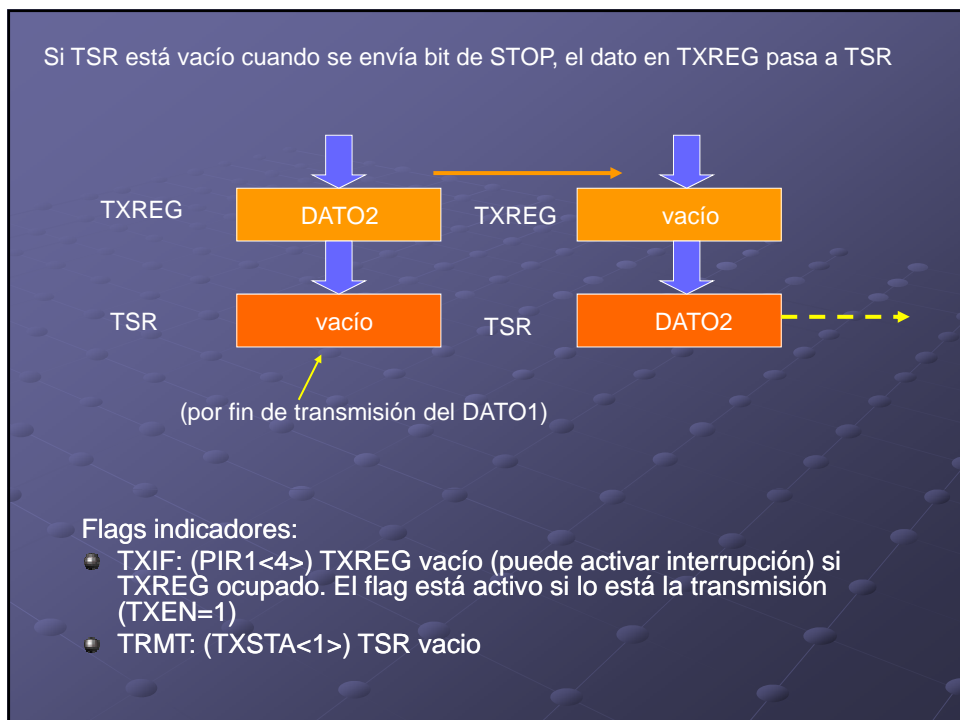 Si TSR está vacío cuando se envía bit de STOP, el dato en TXREG pasa a TSR
TXREG
DATO2
TXREG
vacío
TSR
vacío
TSR
DATO2
(por fin de transmisión del DATO1)
Flags indicadores:
TXIF: (PIR1<4>) TXREG vacío (puede activar interrupción) si
TXREG ocupado. El flag está activo si lo está la transmisión
(TXEN=1)
TRMT: (TXSTA<1>) TSR vacio